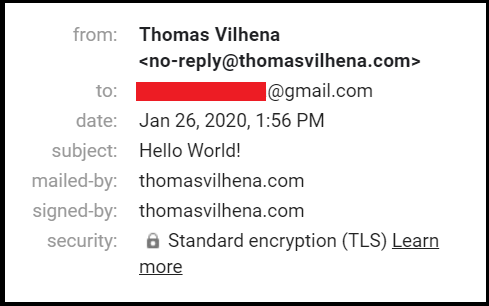 from: Thomas Vilhena
<no-reply@thomasvilhena.com>
to: @gmail.com
date: Jan 26, 2020, 1:56 PM
subject: Hello World!
mailed-by: thomasvilhena.com
signed-by: thomasvilhena.com
security: Standard encryption (TLS) Learn
more